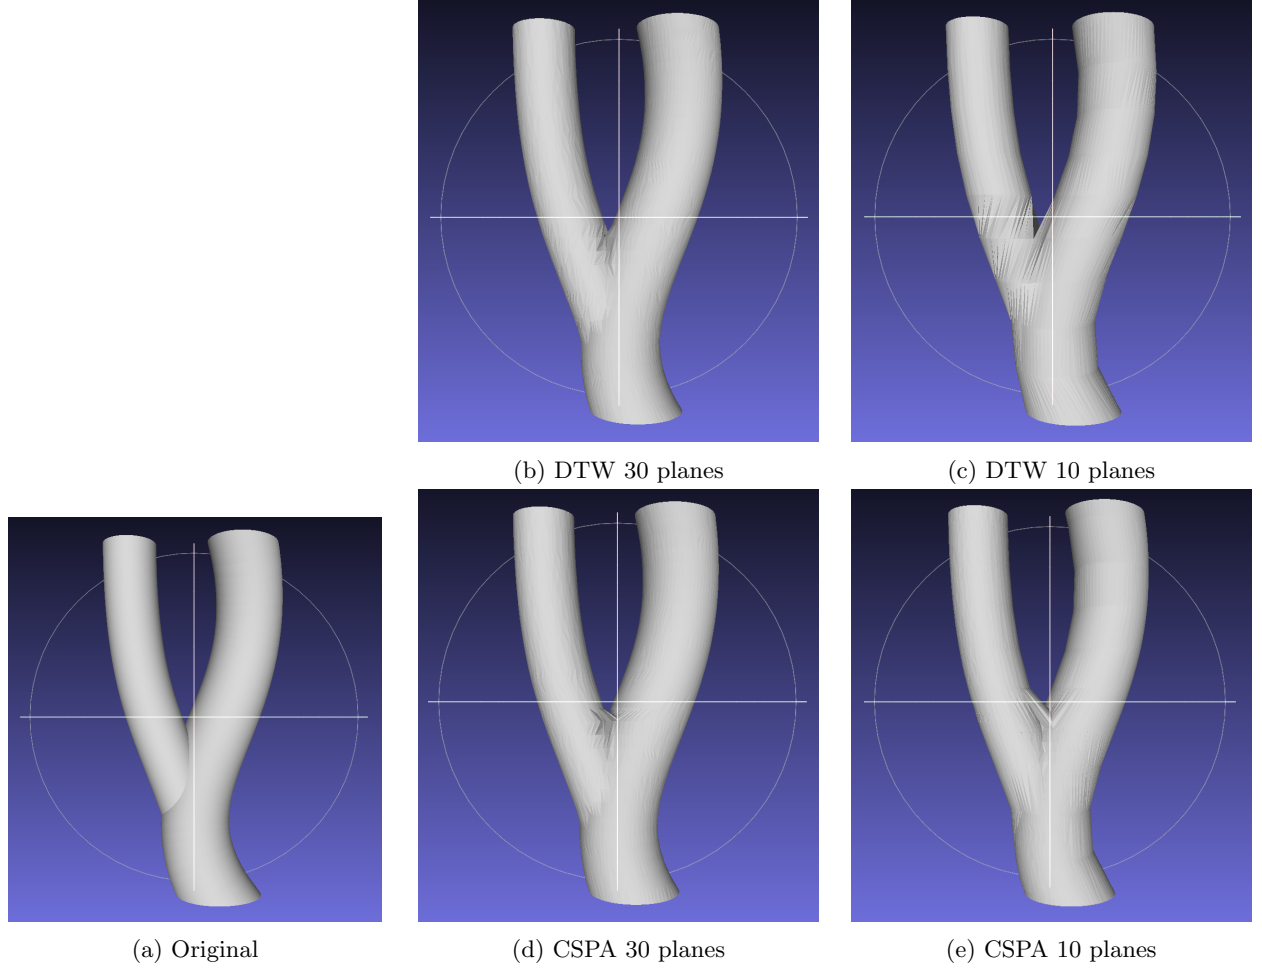 (b) DTW 30 planes
(c) DTW 10 planes
(a) Original
(d) CSPA 30 planes
(e) CSPA 10 planes